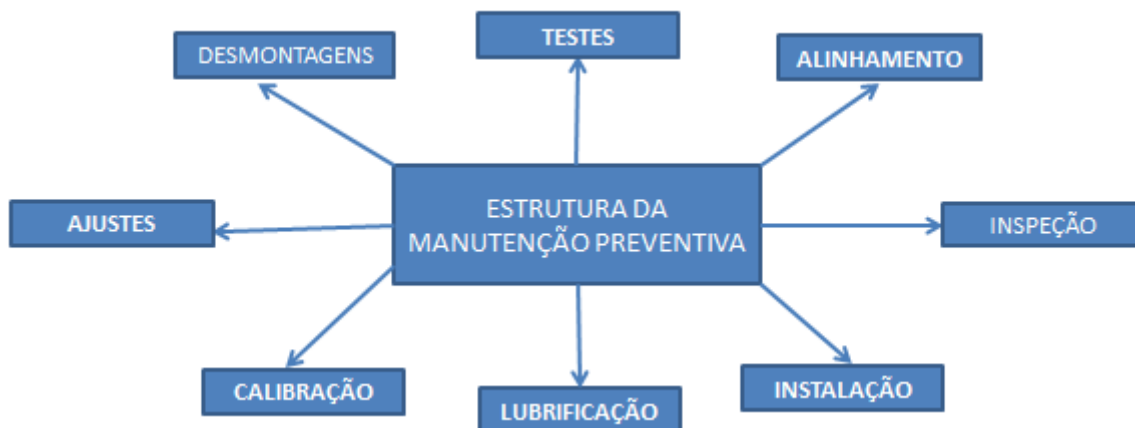 DESMONTAGENS
TESTES
ALINHAMENTO
AJUSTES
ESTRUTURA DA
MANUTENÇÃO PREVENTIVA
INSPEÇÃO
CALIBRAÇÃO
LUBRIFICAÇÃO
INSTALAÇÃO